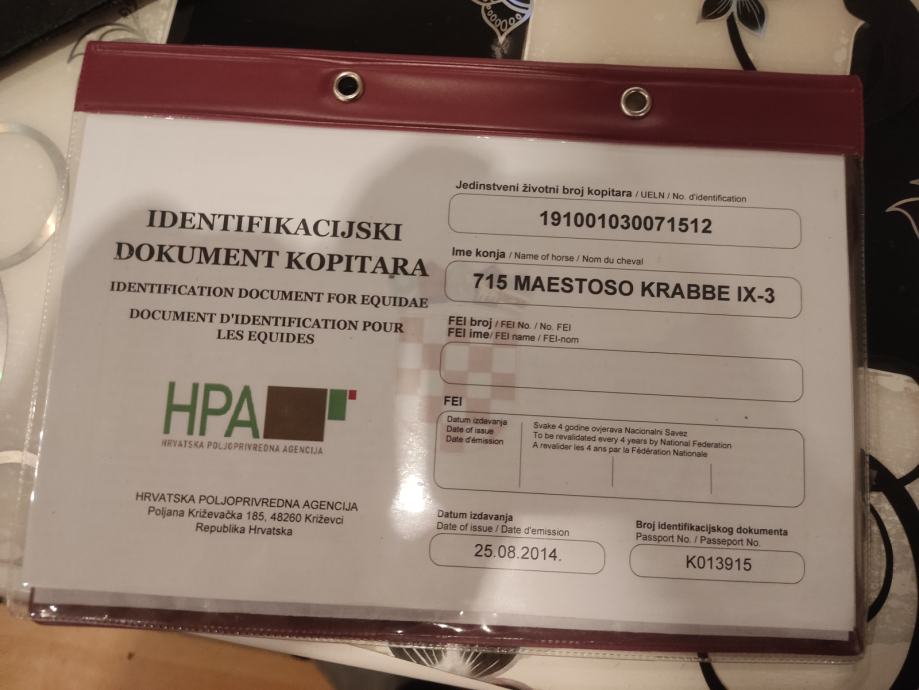 IDENTIFIKACIJSKI
DOKUMENT KOPITARA
IDENTIFICATION DOCUMENT FOR EQUIDAE
DOCUMENT D'IDENTIFICATION POUR
LES EQUIDES
HPA
HRVATSKA POLJOPRIVREDNA AGENCIJA
HRVATSKA POLJOPRIVREDNA AGENCIJA
Poljana Križevačka 185, 48260 Križevci
Republika Hrvatska
Jedinstveni životni broj kopitara / UELN / No. d'identification
191001030071512
Ime konja / Name of horse / Nom du cheval
715 MAESTOSO KRABBE IX-3
FEI broj / FEI No. / No. FEI
FEI ime/ FEI name / FEI-nom
FEI
Datum izdavanja
Date of issue
Date d'émission
Svake 4 godine ovjerava Nacionalni Savez
To be revalidated every 4 years by National Federation
A revalider les 4 ans par la Fédération Nationale
Datum izdavanja
Date of issue / Date d'emission
25.08.2014.
Broj identifikacijskog dokumenta
Passport No. / Passeport No.
K013915